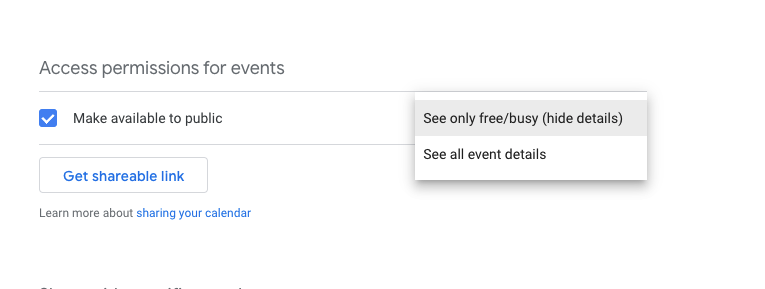 Access permissions for events
Make available to public
See only free/busy (hide details)
See all event details
Get shareable link
Learn more about sharing your calendar